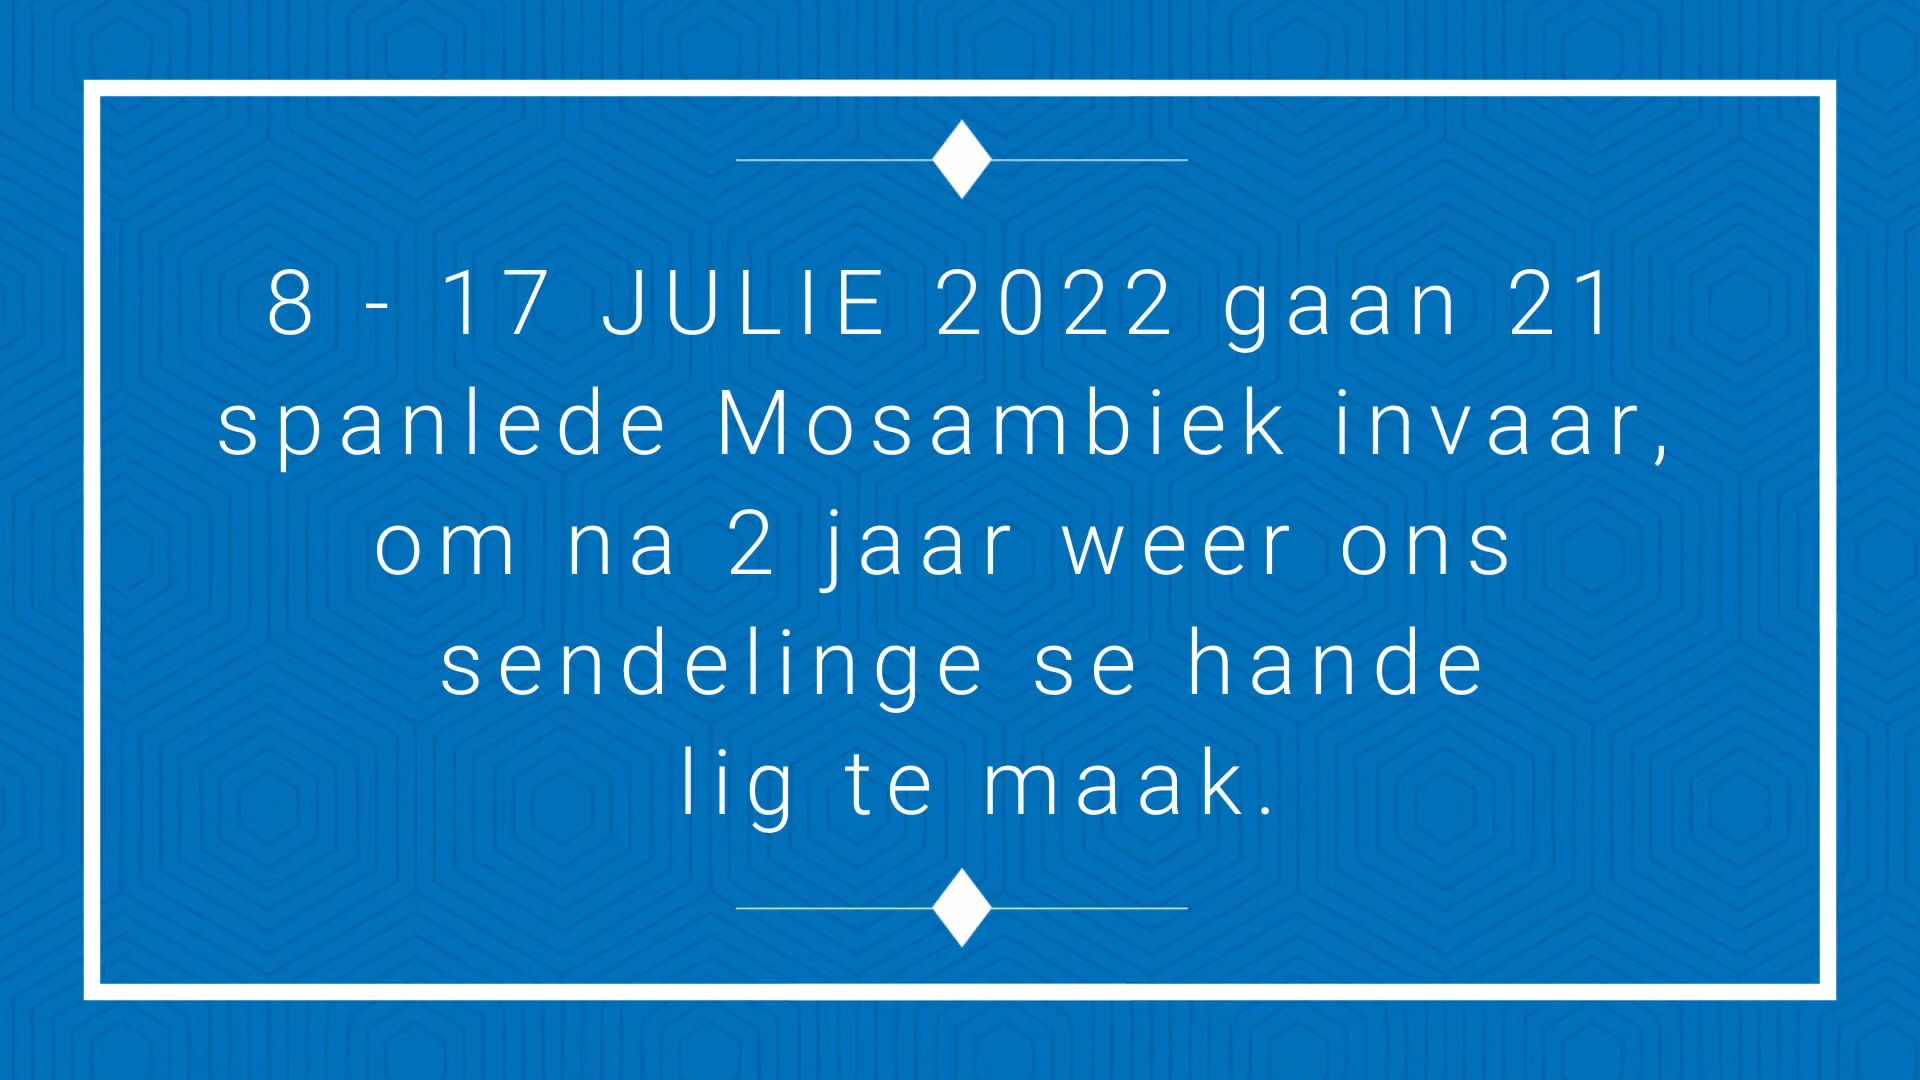 8 - 17 JULIE 2022 gaan 21
spanlede Mosambiek invaar,
om na 2 jaar weer ons
sendelinge se hande
lig te maak.